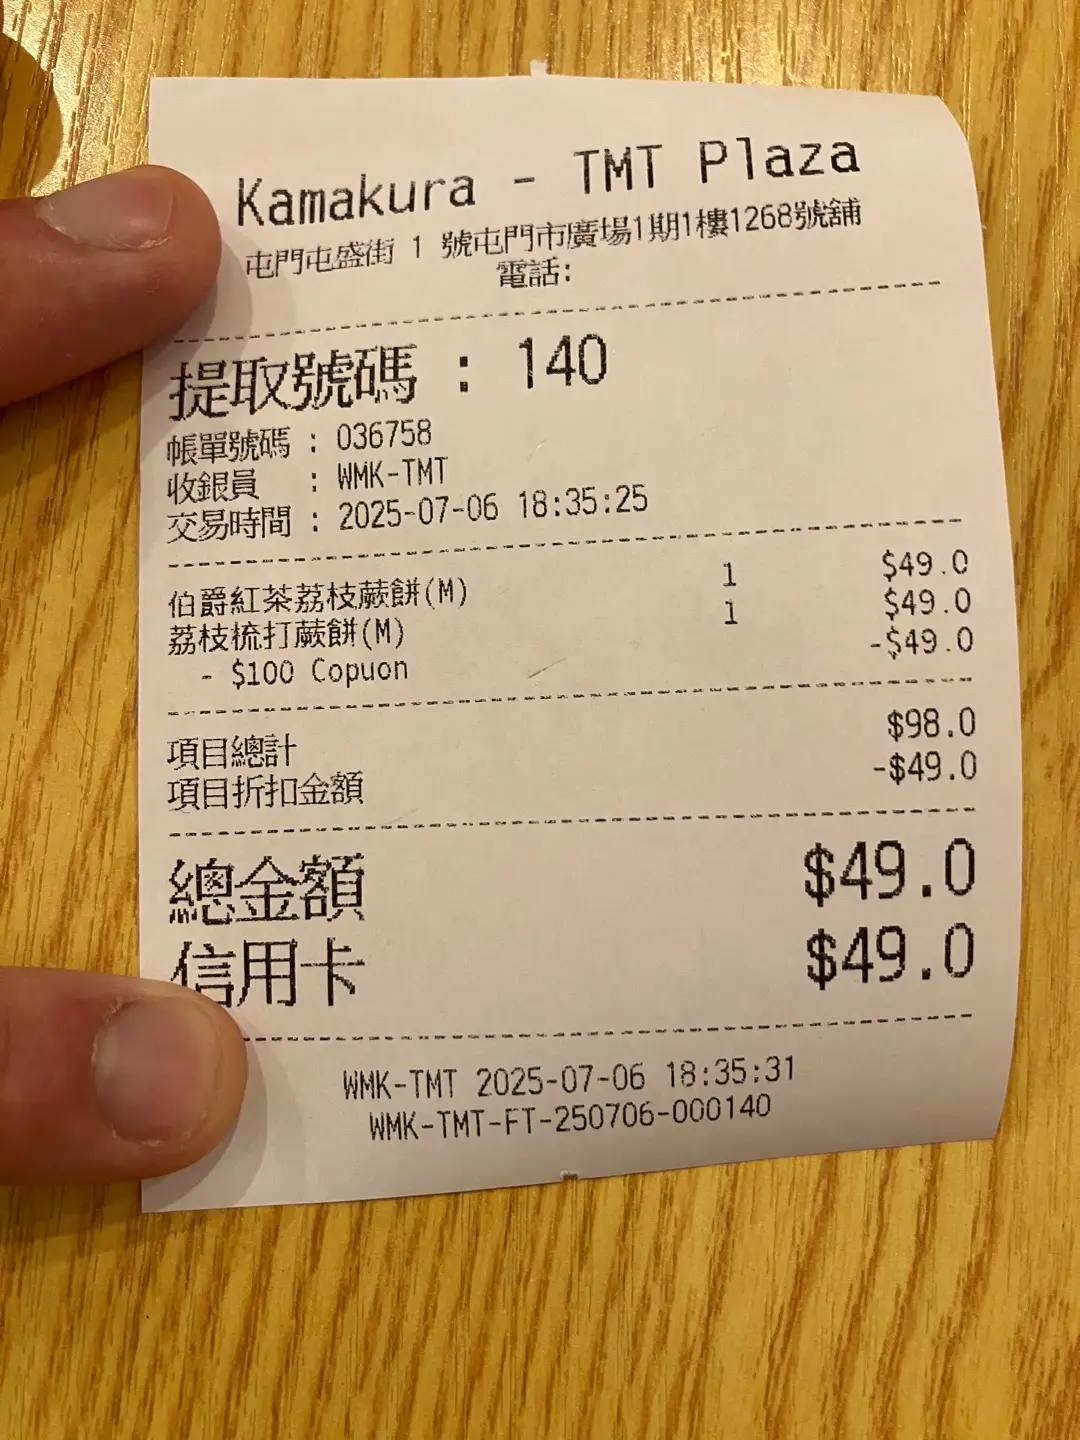 Kamakura - TMT Plaza
屯門屯盛街 1 號屯門市廣場1期1樓1268號舖
電話:
提取號碼 : 140
帳單號碼 : 036758
收銀員 : WMK-TMT
交易時間 : 2025-07-06 18:35:25
伯爵紅茶荔枝蕨餅(M) 1 $49.0
荔枝梳打蕨餅(M) 1 $49.0
- $100 Copuon -$49.0
項目總計 $98.0
項目折扣金額 -$49.0
總金額 $49.0
信用卡 $49.0
WMK-TMT 2025-07-06 18:35:31
WMK-TMT-FT-250706-000140